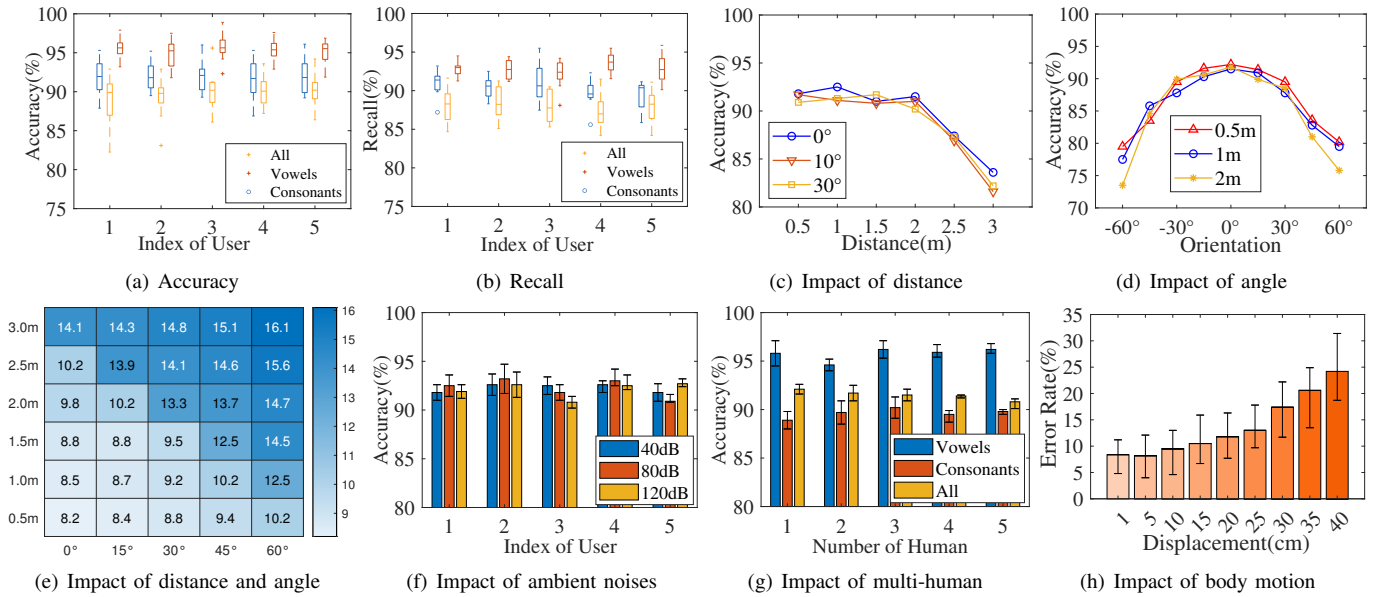 100
95
90
85
80
75
Accuracy(%)
All
Vowels
Consonants
1 2 3 4 5
Index of User
(a) Accuracy
100
95
90
85
80
75
Recall(%)
All
Vowels
Consonants
1 2 3 4 5
Index of User
(b) Recall
100
95
90
85
80
Accuracy(%)
0°
10°
30°
0.5 1 1.5 2 2.5 3
Distance(m)
(c) Impact of distance
100
95
90
85
80
75
70
Accuracy(%)
0.5m
1m
2m
-60° -30° 0° 30° 60°
Orientation
(d) Impact of angle
3.0m 14.1 14.3 14.8 15.1 16.1
2.5m 10.2 13.9 14.1 14.6 15.6
2.0m 9.8 10.2 13.3 13.7 14.7
1.5m 8.8 8.8 9.5 12.5 14.5
1.0m 8.5 8.7 9.2 10.2 12.5
0.5m 8.2 8.4 8.8 9.4 10.2
0° 15° 30° 45° 60°
16
15
14
13
12
11
10
9
(e) Impact of distance and angle
100
95
90
85
80
Accuracy(%)
40dB
80dB
120dB
1 2 3 4 5
Index of User
(f) Impact of ambient noises
100
95
90
85
80
Accuracy(%)
Vowels
Consonants
All
1 2 3 4 5
Number of Human
(g) Impact of multi-human
35
30
25
20
15
10
5
0
Error Rate(%)
1 5 10 15 20 25 30 35 40
Displacement(cm)
(h) Impact of body motion